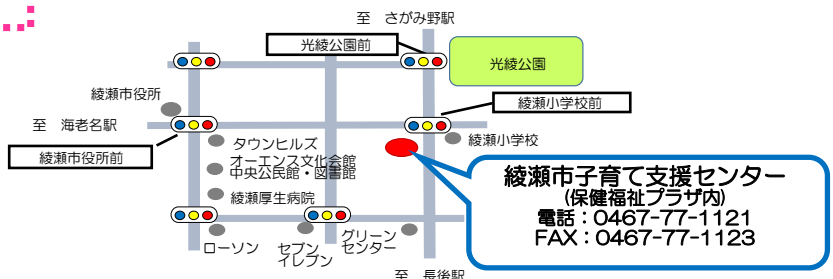 至 さがみ野駅
光綾公園前
光綾公園
綾瀬市役所
綾瀬小学校前
至 海老名駅
綾瀬市役所前
タウンヒルズ
綾瀬小学校
オーエンス文化会館
中央公民館・図書館
綾瀬厚生病院
綾瀬市子育て支援センター
(保健福祉プラザ内)
電話：0467-77-1121
FAX：0467-77-1123
ローソン
セブン
イレブン
グリーン
センター
至 長後駅